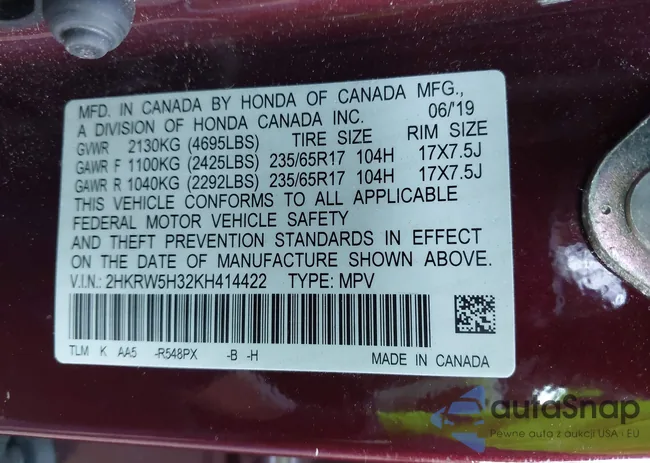 MFD. IN CANADA BY HONDA OF CANADA MFG.,
A DIVISION OF HONDA CANADA INC. 06/'19
GVWR 2130KG (4695LBS) TIRE SIZE RIM SIZE
GAWR F 1100KG (2425LBS) 235/65R17 104H 17X7.5J
GAWR R 1040KG (2292LBS) 235/65R17 104H 17X7.5J
THIS VEHICLE CONFORMS TO ALL APPLICABLE
FEDERAL MOTOR VEHICLE SAFETY
AND THEFT PREVENTION STANDARDS IN EFFECT
ON THE DATE OF MANUFACTURE SHOWN ABOVE.
V.I.N.: 2HKRW5H32KH414422 TYPE: MPV
TLM K AA5 -R548PX -B -H MADE IN CANADA
autaSnap
Pewne auta z aukcji USA i EU